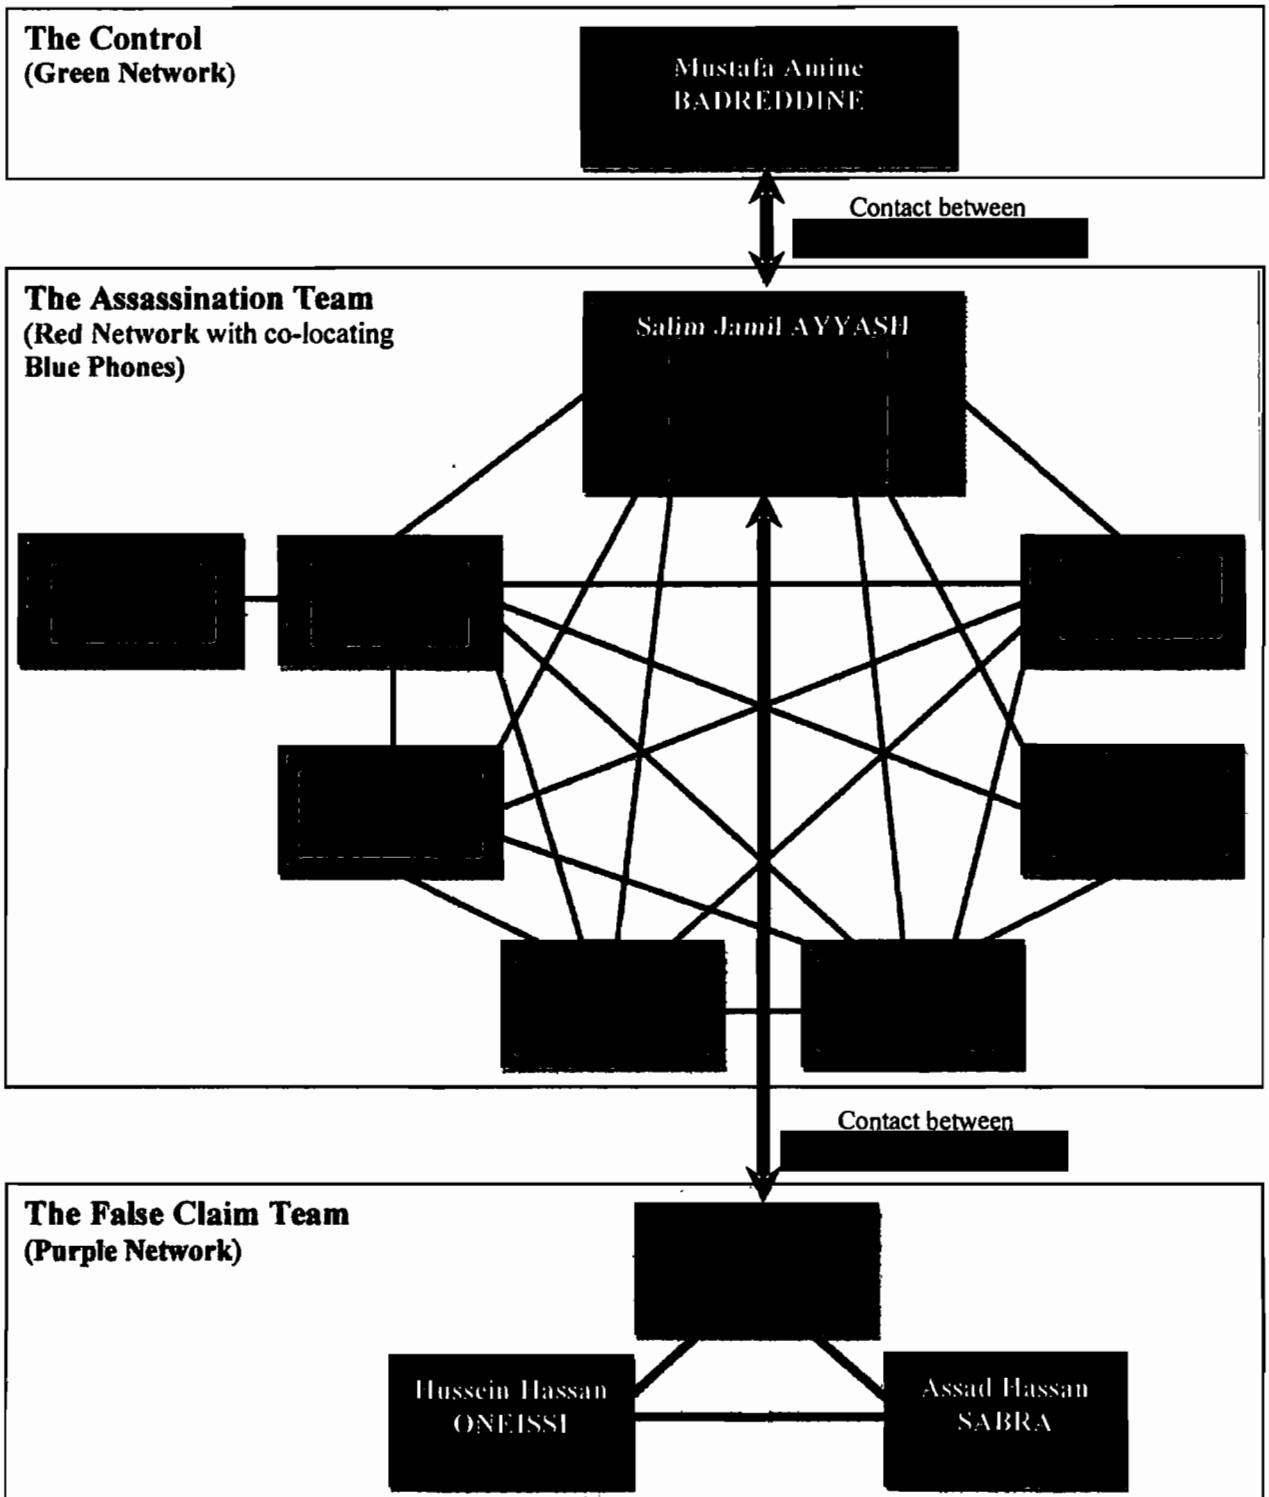 The Control
(Green Network)
Mustafa Amine
BADREDDINE
Contact between
The Assassination Team
(Red Network with co-locating
Blue Phones)
Salim Jamil AYYASH
Contact between
The False Claim Team
(Purple Network)
Hussein Hassan
ONEISSI
Assad Hassan
SABRA